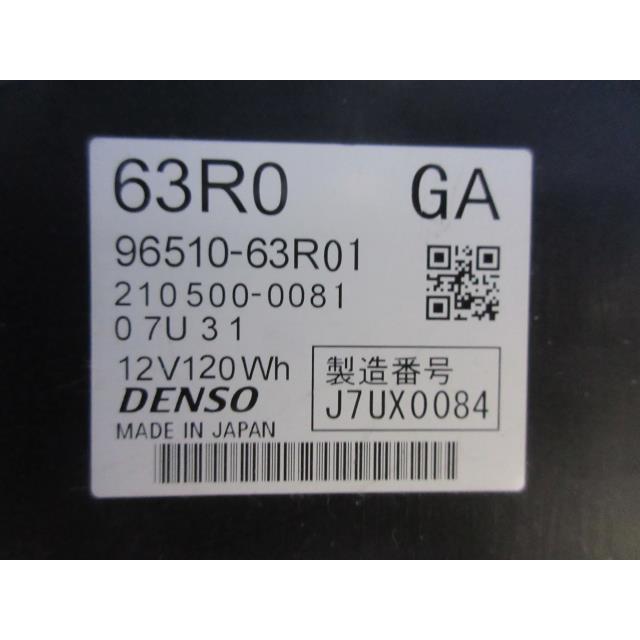 63R0 GA
96510-63R01
210500-0081
07U31
12V120Wh
DENSO
MADE IN JAPAN
製造番号
J7UX0084